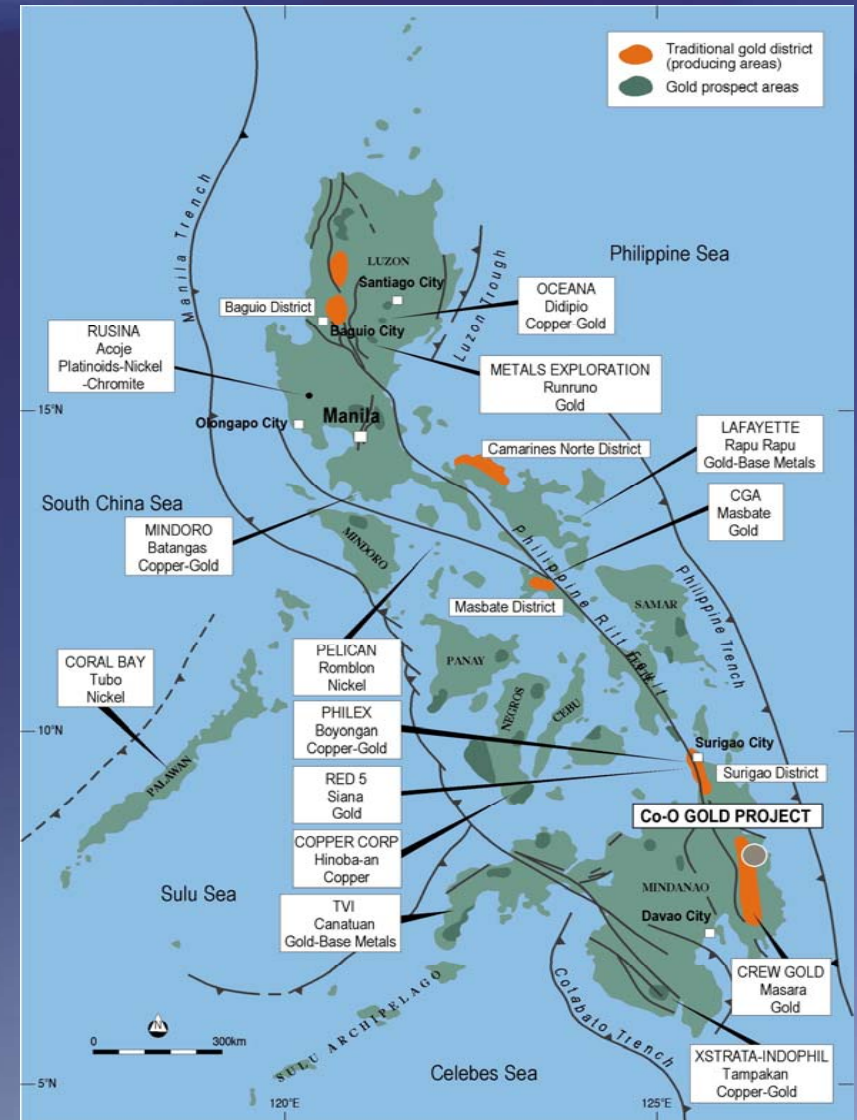 Traditional gold district
(producing areas)
Gold prospect areas
Manila Trench
LUZON
Santiago City
Philippine Sea
Luzon Trough
OCEANA
Didipio
Copper-Gold
Baguio District
Baguio City
RUSINA
Acoje
Platinoids-Nickel
-Chromite
METALS EXPLORATION
Runruno
Gold
15°N
Olongapo City
Manila
LAFAYETTE
Rapu Rapu
Gold-Base Metals
Camarines Norte District
South China Sea
CGA
Masbate
Gold
MINDORO
Batangas
Copper-Gold
MINDORO
Philippine Rift Fault
Philippine Trench
Masbate District
SAMAR
CORAL BAY
Tubo
Nickel
PELICAN
Romblon
Nickel
PANAY
LEYTE
PHILEX
Boyongan
Copper-Gold
NEGROS
CEBU
10°N
Surigao City
PALAWAN
Surigao District
RED 5
Siana
Gold
Co-O GOLD PROJECT
COPPER CORP
Hinoba-an
Copper
Sulu Sea
MINDANAO
TVI
Canatuan
Gold-Base Metals
Davao City
CREW GOLD
Masara
Gold
SULU ARCHIPELAGO
Cotabato Trench
N
0
300km
XSTRATA-INDOPHIL
Tampakan
Copper-Gold
Celebes Sea
5°N
120°E
125°E